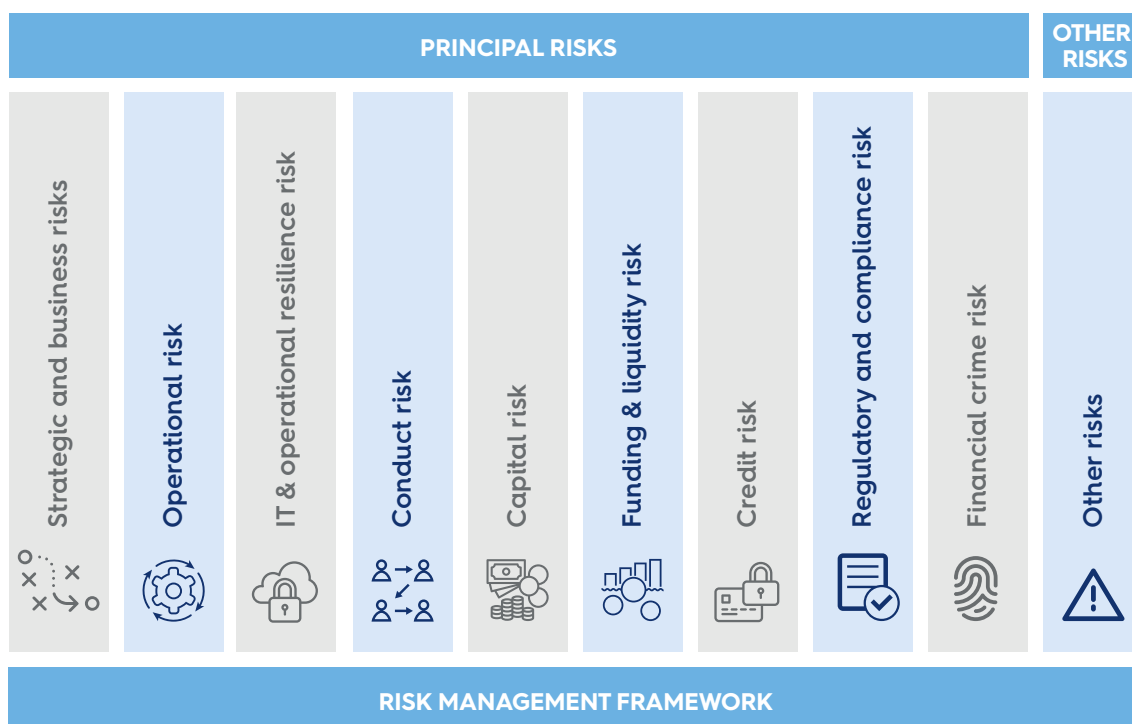 PRINCIPAL RISKS
OTHER
RISKS
Strategic and business risks
Operational risk
IT & operational resilience risk
Conduct risk
Capital risk
Funding & liquidity risk
Credit risk
Regulatory and compliance risk
Financial crime risk
Other risks
RISK MANAGEMENT FRAMEWORK